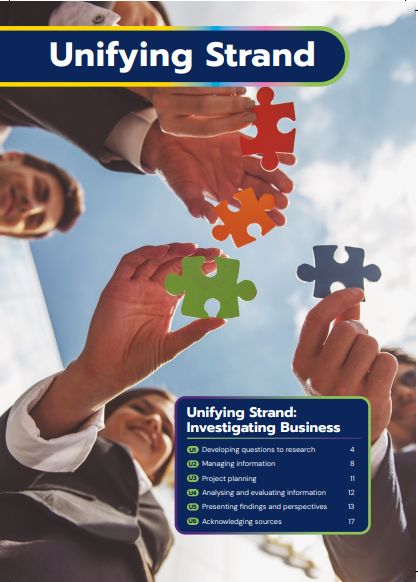 Unifying Strand
Unifying Strand:
Investigating Business
U1 Developing questions to research 4
U2 Managing information 8
U3 Project planning 11
U4 Analysing and evaluating information 12
U5 Presenting findings and perspectives 13
U6 Acknowledging sources 17